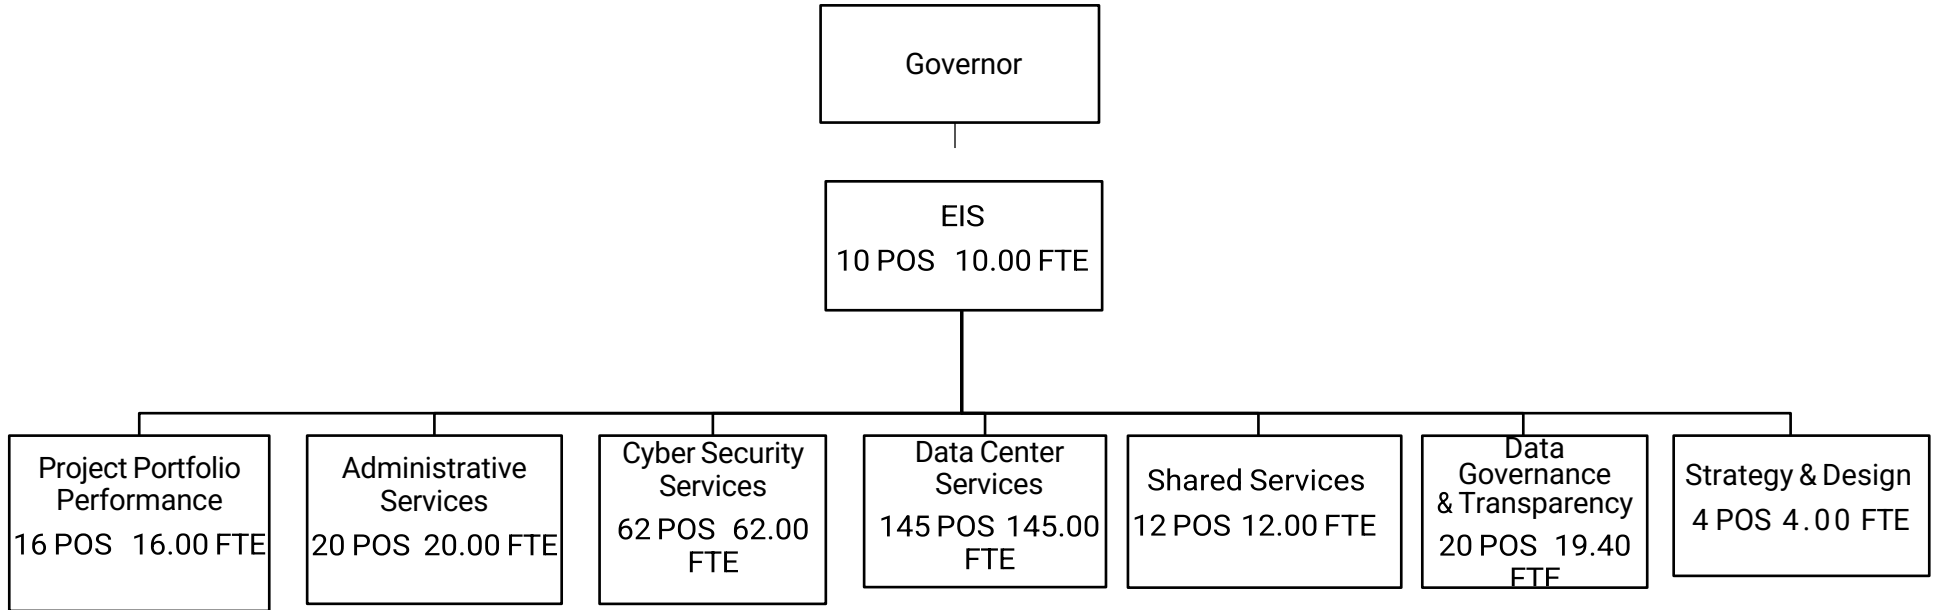 Governor
EIS
10 POS 10.00 FTE
Project Portfolio
Performance
16 POS 16.00 FTE
Administrative
Services
20 POS 20.00 FTE
Cyber Security
Services
62 POS 62.00
FTE
Data Center
Services
145 POS 145.00
FTE
Shared Services
12 POS 12.00 FTE
Data
Governance
& Transparency
20 POS 19.40
FTE
Strategy & Design
4 POS 4.00 FTE